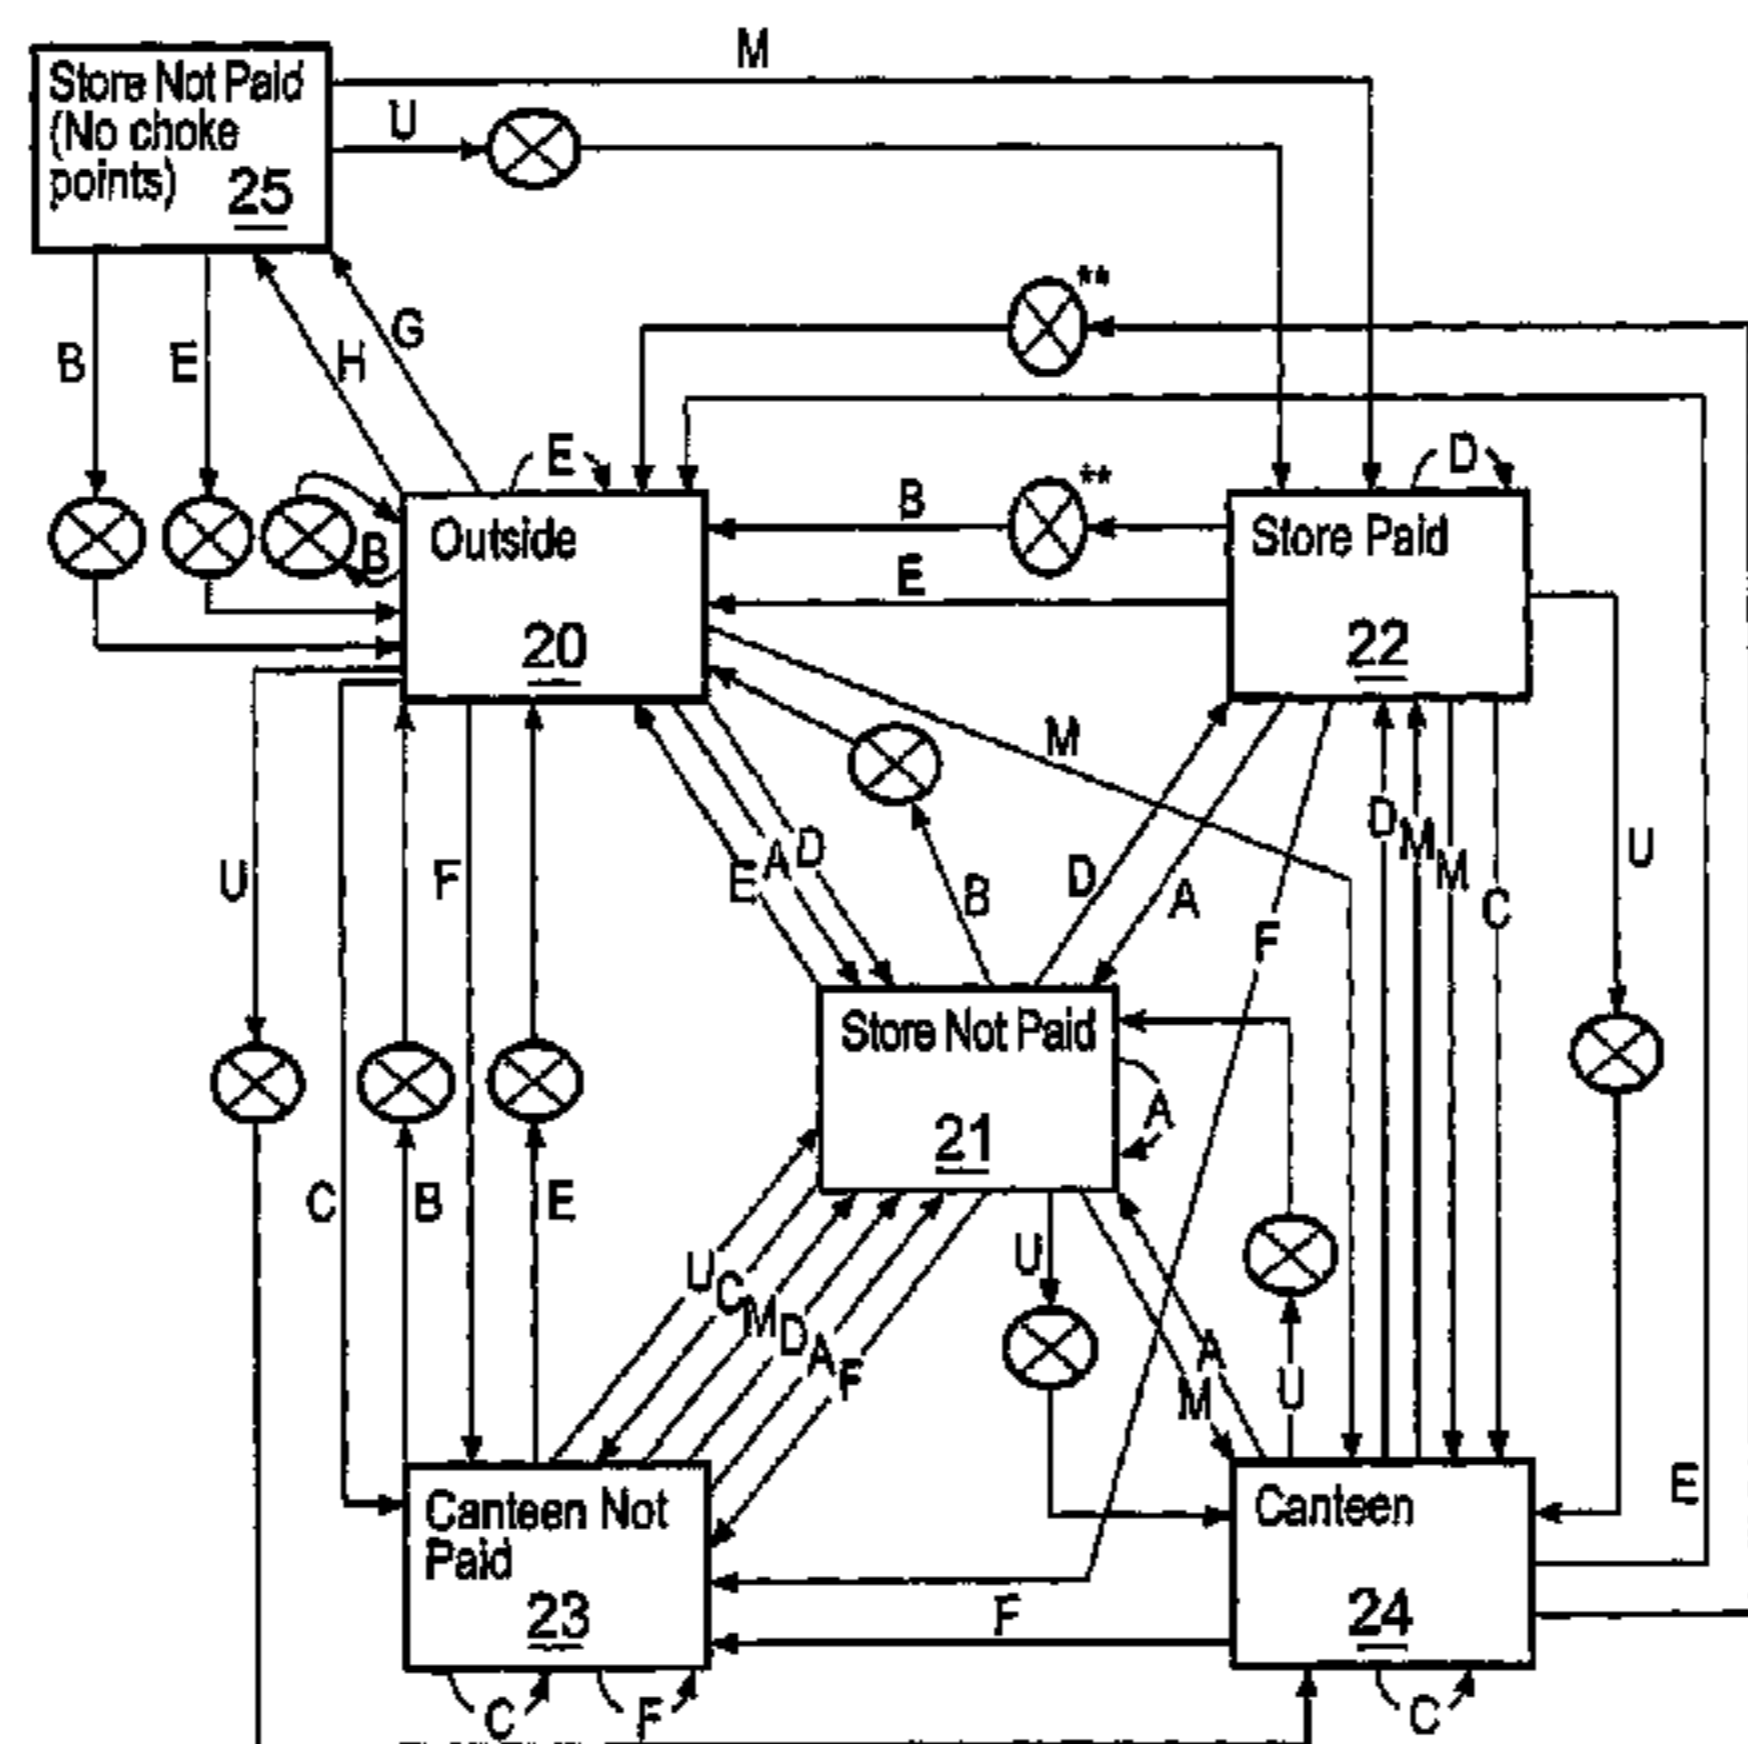 M
Store Not Paid
(No choke
points)
25
U
**
B
E
H
G
E
D
B
**
B
Outside
20
E
Store Paid
22
M
U
F
E
A
D
B
D
A
F
D
M
M
C
U
Store Not Paid
21
A
C
B
E
U
C
M
D
A
F
U
A
M
U
E
Canteen Not
Paid
23
F
Canteen
24
C
F
C